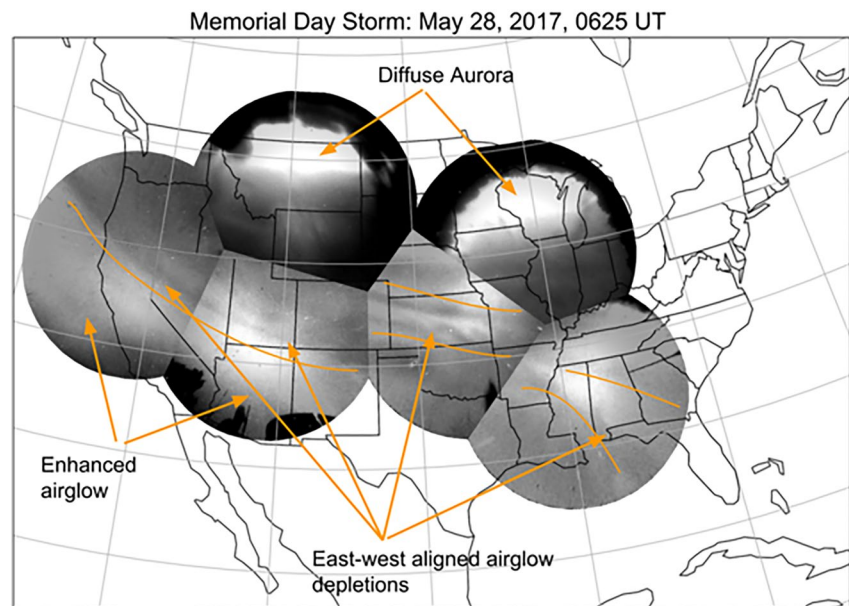 Memorial Day Storm: May 28, 2017, 0625 UT
Diffuse Aurora
Enhanced
airglow
East-west aligned airglow
depletions